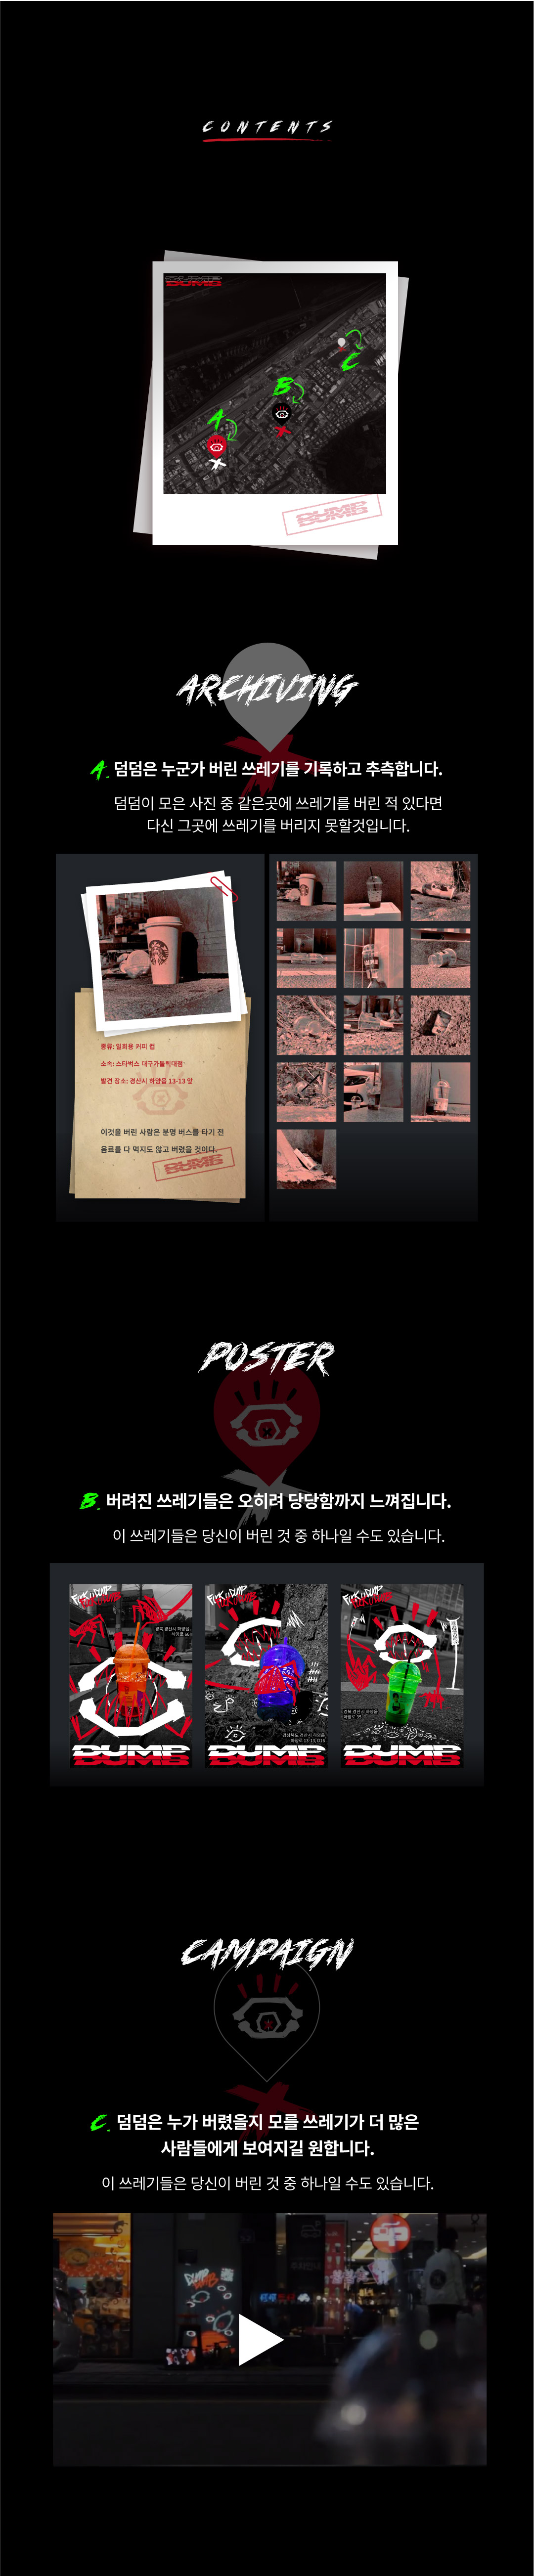 CONTENTS
DUMP
DUMB
A
B
C
DUMP
DUMB
ARCHIVING
A. 덤덤은 누군가 버린 쓰레기를 기록하고 추측합니다.
덤덤이 모은 사진 중 같은곳에 쓰레기를 버린 적 있다면
다신 그곳에 쓰레기를 버리지 못할것입니다.
종류: 일회용 커피 컵
소속: 스타벅스 대구가톨릭대점
발견 장소: 경산시 하양읍 13-13 앞
이것을 버린 사람은 분명 버스를 타기 전
음료를 다 먹지도 않고 버렸을 것이다.
DUMB
POSTER
B. 버려진 쓰레기들은 오히려 당당함까지 느껴집니다.
이 쓰레기들은 당신이 버린 것 중 하나일 수도 있습니다.
DUMP
DUMB
DUMP
DUMB
DUMP
DUMB
CAMPAIGN
C. 덤덤은 누가 버렸을지 모를 쓰레기가 더 많은
사람들에게 보여지길 원합니다.
이 쓰레기들은 당신이 버린 것 중 하나일 수도 있습니다.